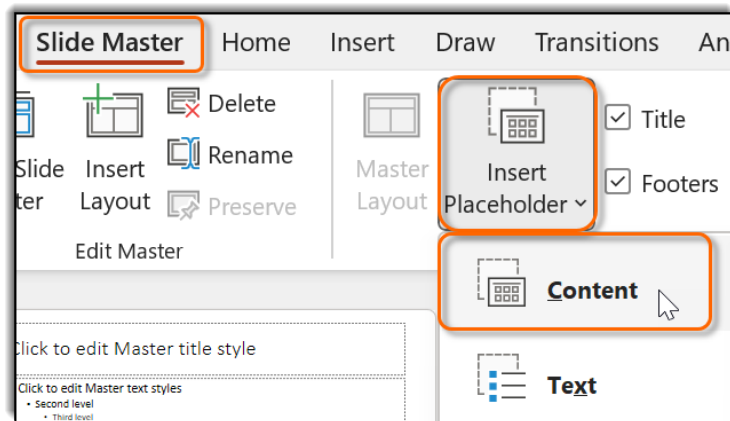 Slide Master Home Insert Draw Transitions An
Delete
Rename
Preserve
Slide
ter
Insert
Layout
Edit Master
Master
Layout
Insert
Placeholder
Title
Footers
Content
Text
Click to edit Master title style
Click to edit Master text styles
• Second level
• Third level